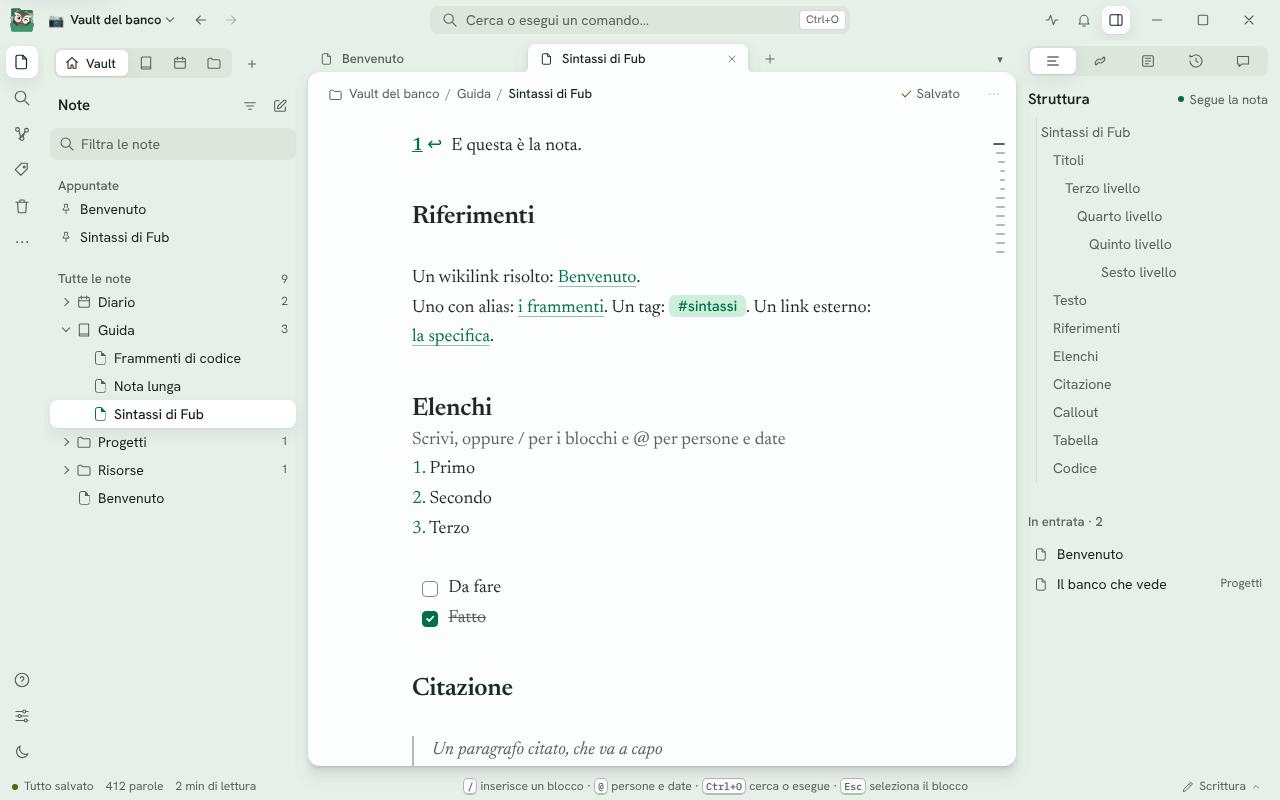 Vault del banco
Cerca o esegui un comando...
Ctrl+O
Vault
Note
Filtra le note
Appuntate
Benvenuto
Sintassi di Fub
Tutte le note 9
Diario 2
Guida 3
Frammenti di codice
Nota lunga
Sintassi di Fub
Progetti 1
Risorse 1
Benvenuto
Benvenuto
Sintassi di Fub
Vault del banco / Guida / Sintassi di Fub
Salvato
1 ↩ E questa è la nota.
Riferimenti
Un wikilink risolto: Benvenuto.
Uno con alias: i frammenti. Un tag: #sintassi. Un link esterno:
la specifica.
Elenchi
Scrivi, oppure / per i blocchi e @ per persone e date
1. Primo
2. Secondo
3. Terzo
Da fare
Fatto
Citazione
Un paragrafo citato, che va a capo
Struttura
Segue la nota
Sintassi di Fub
Titoli
Terzo livello
Quarto livello
Quinto livello
Sesto livello
Testo
Riferimenti
Elenchi
Citazione
Callout
Tabella
Codice
In entrata · 2
Benvenuto
Il banco che vede Progetti
Tutto salvato 412 parole 2 min di lettura
/ inserisce un blocco · @ persone e date · Ctrl+O cerca o esegue · Esc seleziona il blocco
Scrittura